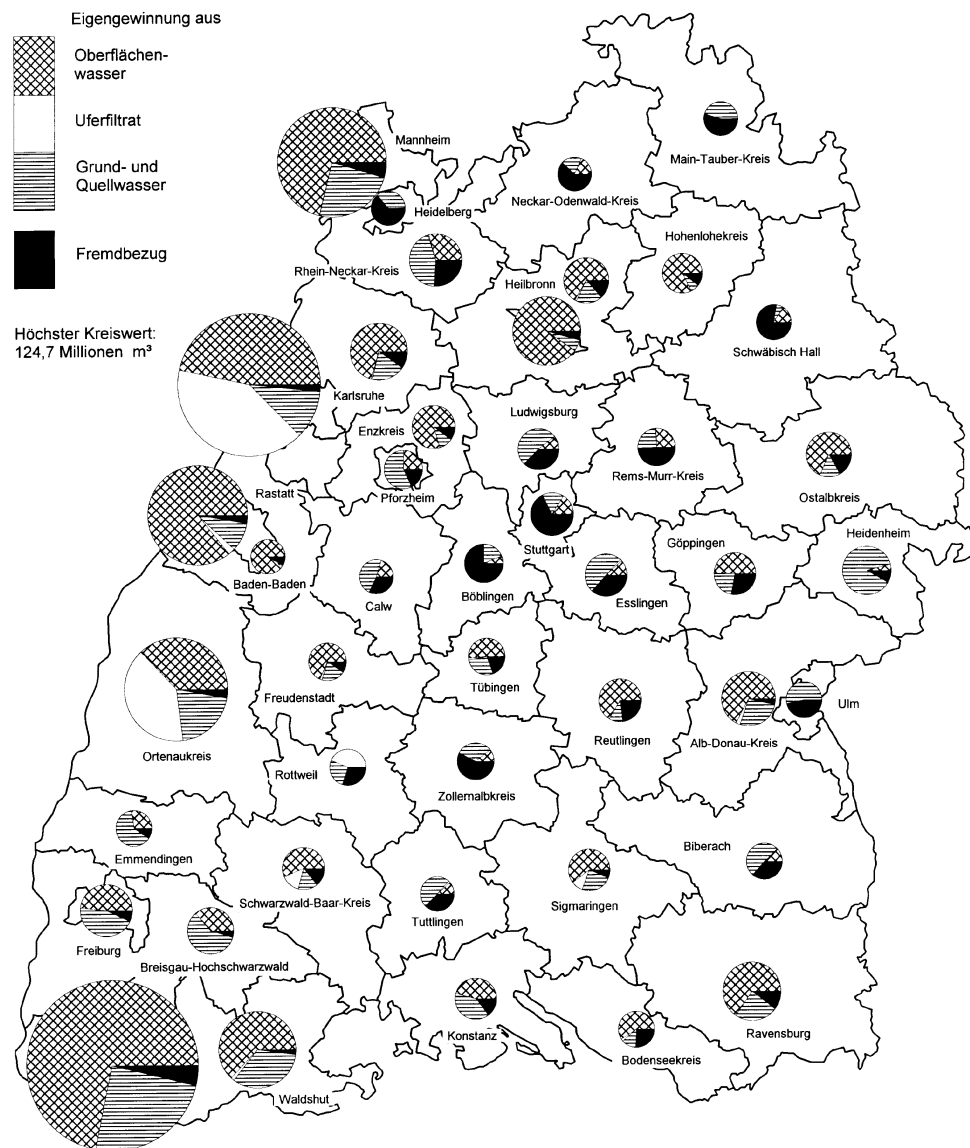 Eigengewinnung aus
Oberflächen-
wasser
Uferfiltrat
Grund- und
Quellwasser
Fremdbezug
Höchster Kreiswert:
124,7 Millionen m³
Mannheim
Main-Tauber-Kreis
Neckar-Odenwald-Kreis
Heidelberg
Hohenlohekreis
Rhein-Neckar-Kreis
Heilbronn
Schwäbisch Hall
Karlsruhe
Ludwigsburg
Enzkreis
Rems-Murr-Kreis
Pforzheim
Ostalbkreis
Rastatt
Stuttgart
Göppingen
Heidenheim
Baden-Baden
Calw
Böblingen
Esslingen
Tübingen
Freudenstadt
Reutlingen
Ulm
Alb-Donau-Kreis
Ortenaukreis
Rottweil
Zollernalbkreis
Emmendingen
Biberach
Schwarzwald-Baar-Kreis
Sigmaringen
Tuttlingen
Freiburg
Breisgau-Hochschwarzwald
Konstanz
Ravensburg
Bodenseekreis
Waldshut